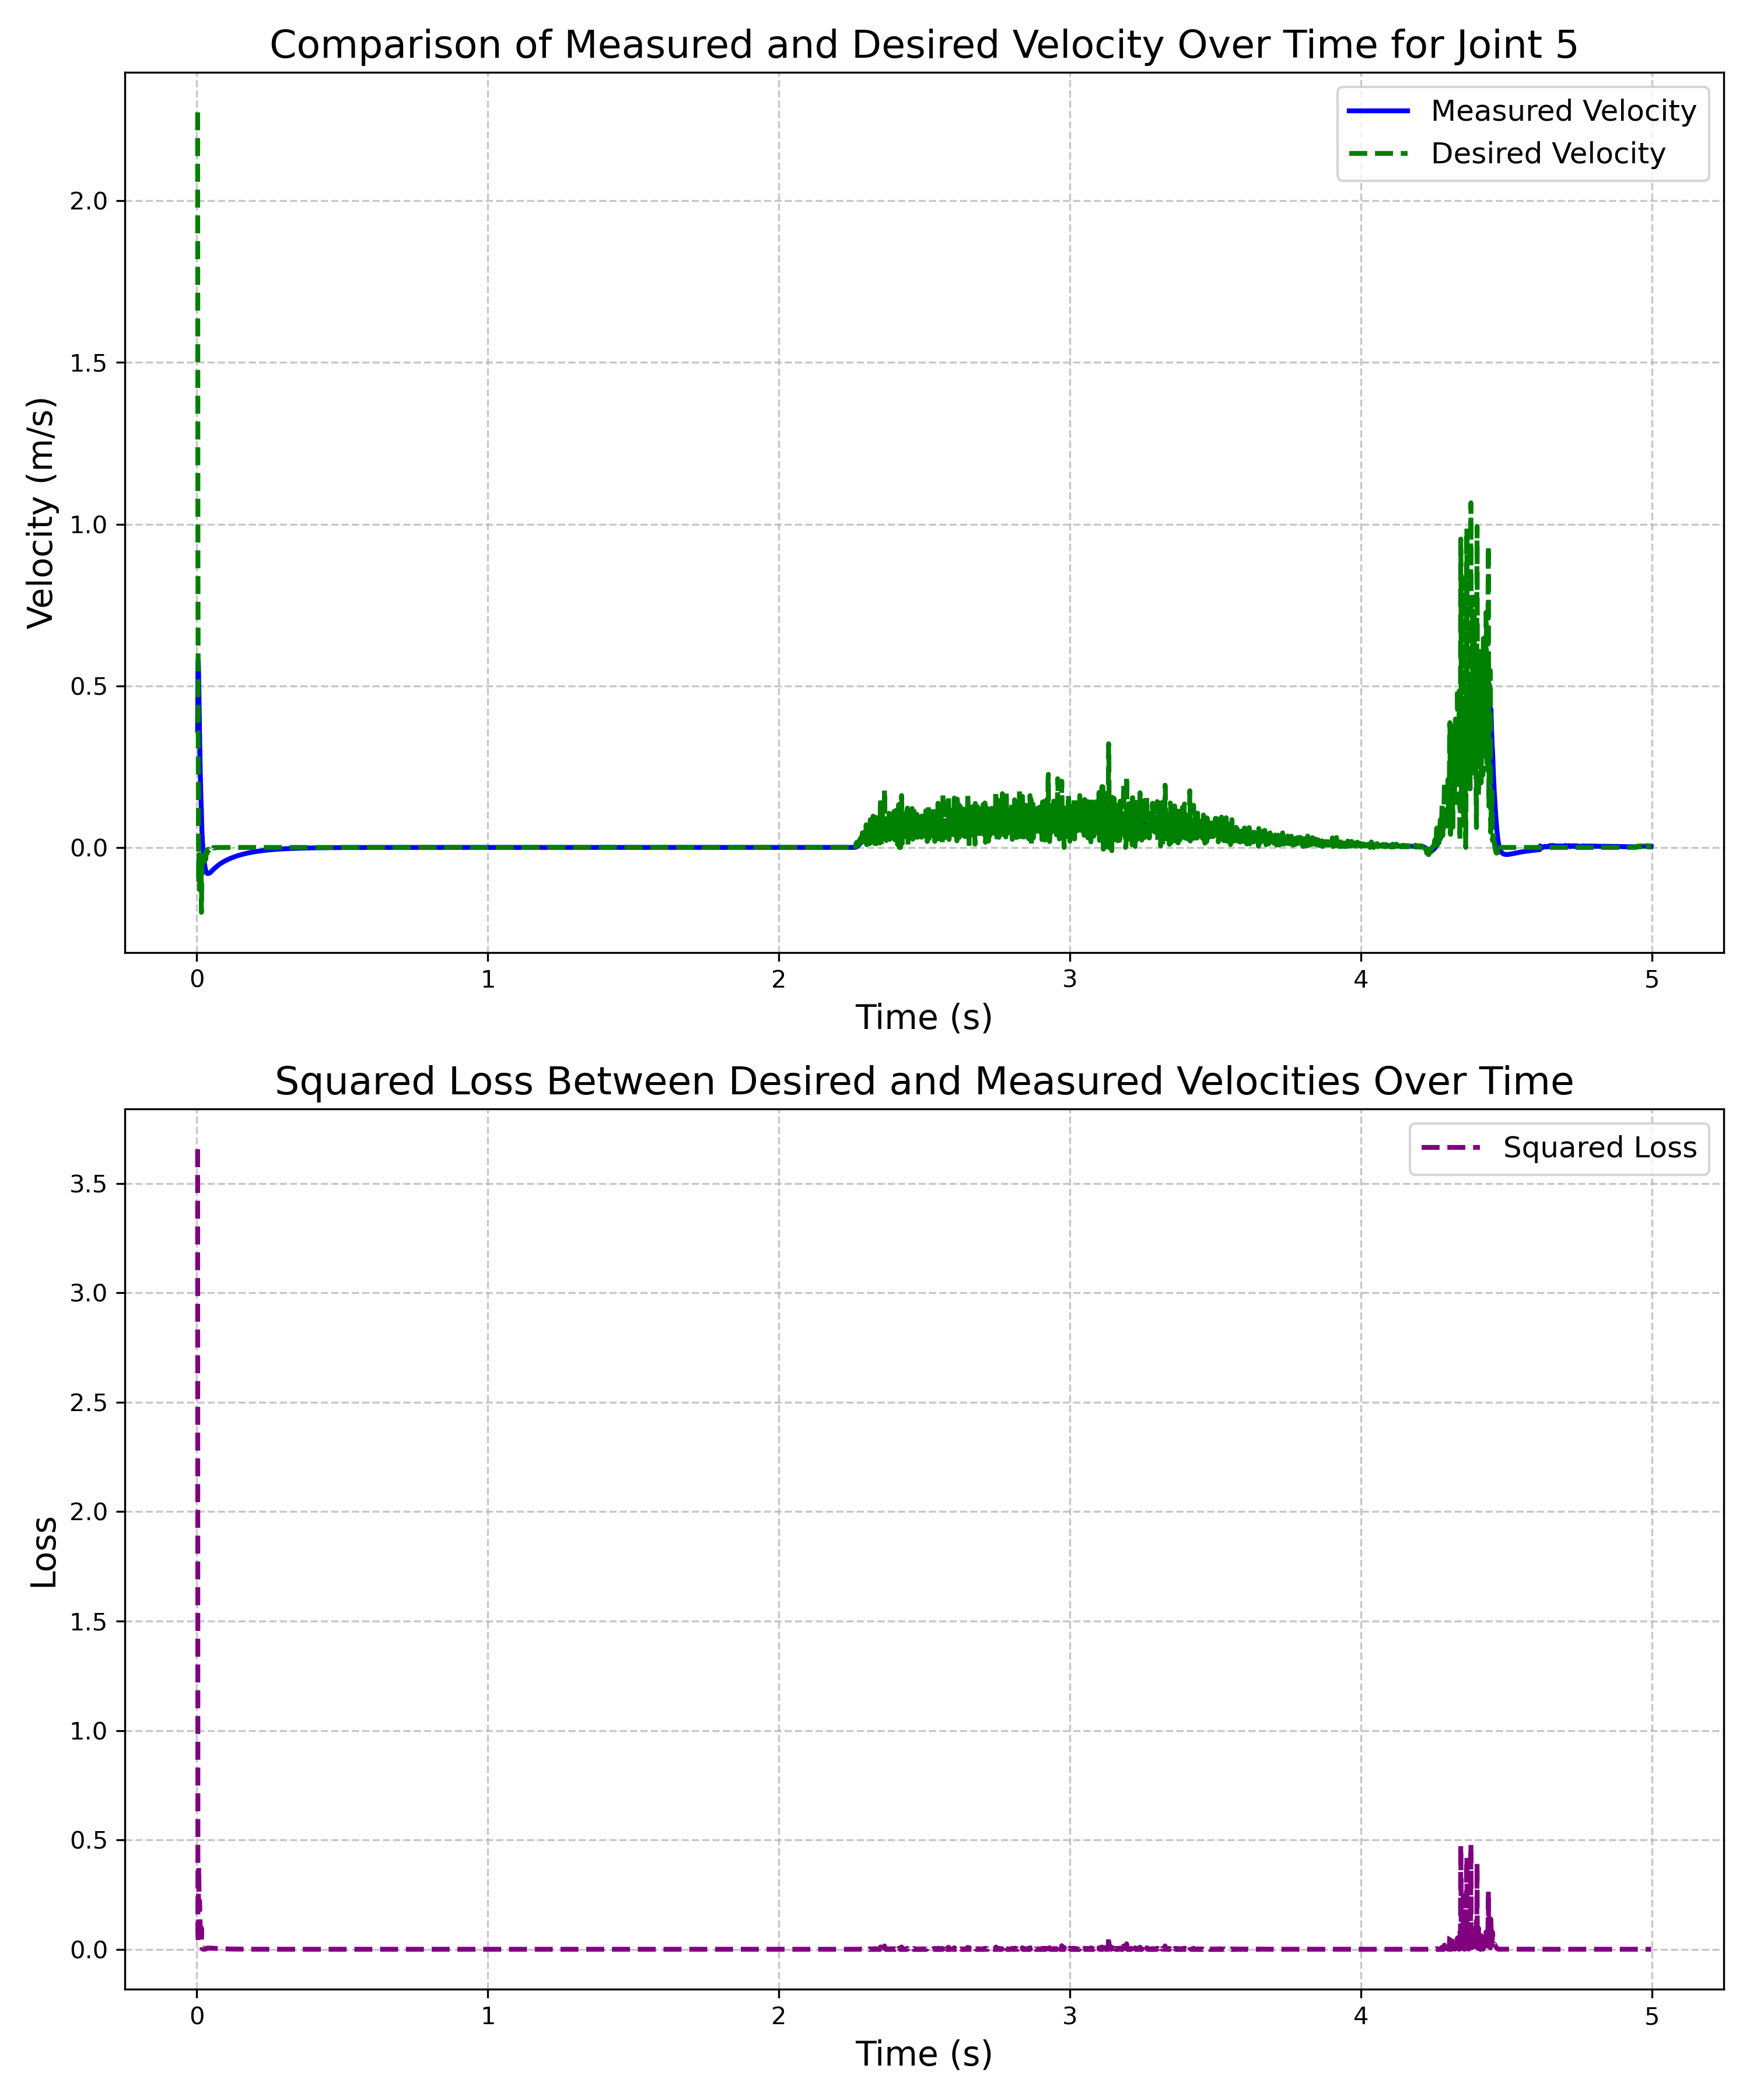 Comparison of Measured and Desired Velocity Over Time for Joint 5
Measured Velocity
Desired Velocity
Velocity (m/s)
2.0
1.5
1.0
0.5
0.0
0 1 2 3 4 5
Time (s)
Squared Loss Between Desired and Measured Velocities Over Time
Squared Loss
Loss
3.5
3.0
2.5
2.0
1.5
1.0
0.5
0.0
0 1 2 3 4 5
Time (s)